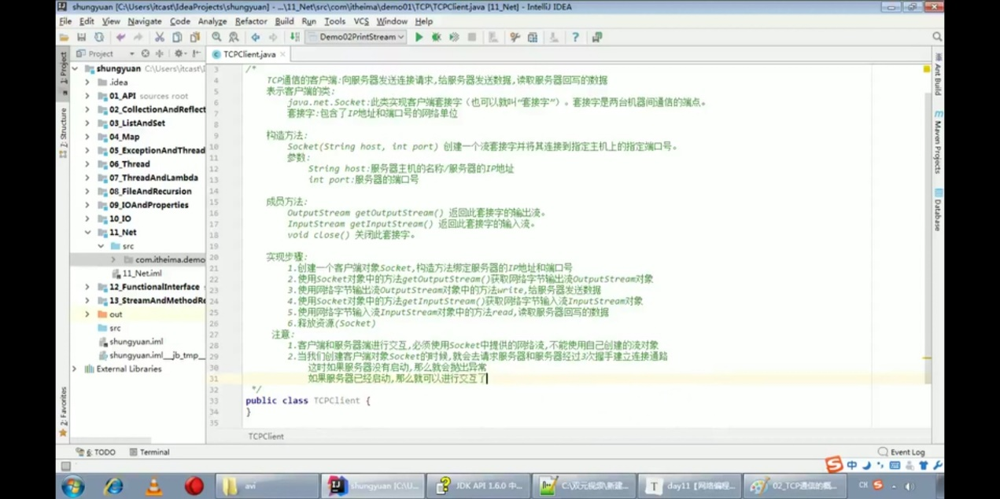 shungyuan [C:\Users\itcast\IdeaProjects\shungyuan] - ...\11_Net\src\com\itheima\demo01\TCP\TCPClient.java [11_Net] - IntelliJ IDEA
File Edit View Navigate Code Analyze Refactor Build Run Tools VCS Window Help
Demo02PrintStream
1: Project
Project
TCPClient.java
Ant Build
Maven Projects
Database
7: Structure
2: Favorites
shungyuan C:\Users\itcast\
.idea
01_API sources root
02_CollectionAndReflect
03_ListAndSet
04_Map
05_ExceptionAndThread
06_Thread
07_ThreadAndLambda
08_FileAndRecursion
09_IOAndProperties
10_IO
11_Net
src
com.itheima.demo
11_Net.iml
12_FunctionalInterface
13_StreamAndMethodRe
out
src
shungyuan.iml
shungyuan.iml__jb_tmp__
External Libraries
3 /*
4 TCP通信的客户端:向服务器发送连接请求,给服务器发送数据,读取服务器回写的数据
5 表示客户端的类:
6 java.net.Socket:此类实现客户端套接字（也可以就叫“套接字”）。套接字是两台机器间通信的端点。
7 套接字:包含了IP地址和端口号的网络单位
8
9 构造方法:
10 Socket(String host, int port) 创建一个流套接字并将其连接到指定主机上的指定端口号。
11 参数:
12 String host:服务器主机的名称/服务器的IP地址
13 int port:服务器的端口号
14
15 成员方法:
16 OutputStream getOutputStream() 返回此套接字的输出流。
17 InputStream getInputStream() 返回此套接字的输入流。
18 void close() 关闭此套接字。
19
20 实现步骤:
21 1.创建一个客户端对象Socket,构造方法绑定服务器的IP地址和端口号
22 2.使用Socket对象中的方法getOutputStream()获取网络字节输出流OutputStream对象
23 3.使用网络字节输出流OutputStream对象中的方法write,给服务器发送数据
24 4.使用Socket对象中的方法getInputStream()获取网络字节输入流InputStream对象
25 5.使用网络字节输入流InputStream对象中的方法read,读取服务器回写的数据
26 6.释放资源(Socket)
27 注意:
28 1.客户端和服务器端进行交互,必须使用Socket中提供的网络流,不能使用自己创建的流对象
29 2.当我们创建客户端对象Socket的时候,就会去请求服务器和服务器经过3次握手建立连接通路
30 这时如果服务器没有启动,那么就会抛出异常
31 如果服务器已经启动,那么就可以进行交互了
32 */
33 public class TCPClient {
34 }
35
TCPClient
6: TODO Terminal Event Log
中
avi
shungyuan [C:\U...
JDK API 1.6.0 中...
C:\双元视频\新建...
day11【网络编程...
02_TCP通信的概...
CH